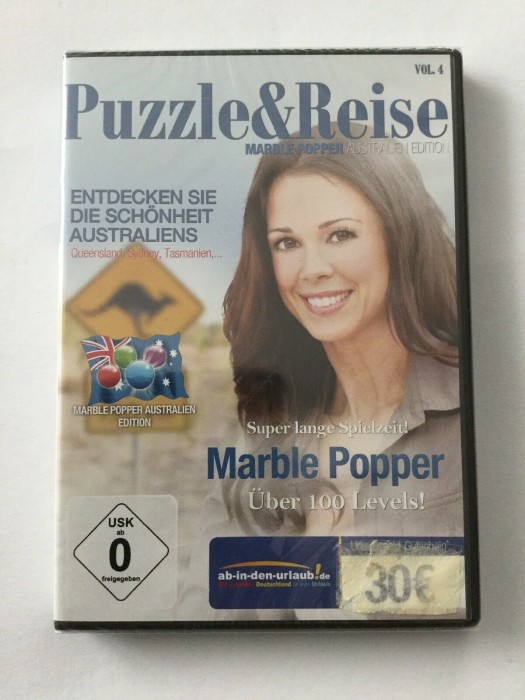 VOL. 4
Puzzle&Reise
MARBLE POPPER AUSTRALIEN EDITION
ENTDECKEN SIE
DIE SCHÖNHEIT
AUSTRALIENS
Queensland, Sydney, Tasmanien,...
MARBLE POPPER AUSTRALIEN
EDITION
Super lange Spielzeit!
Marble Popper
Über 100 Levels!
USK
ab
0
freigegeben
ab-in-den-urlaub!.de
Deutschland
Urlaub
30€